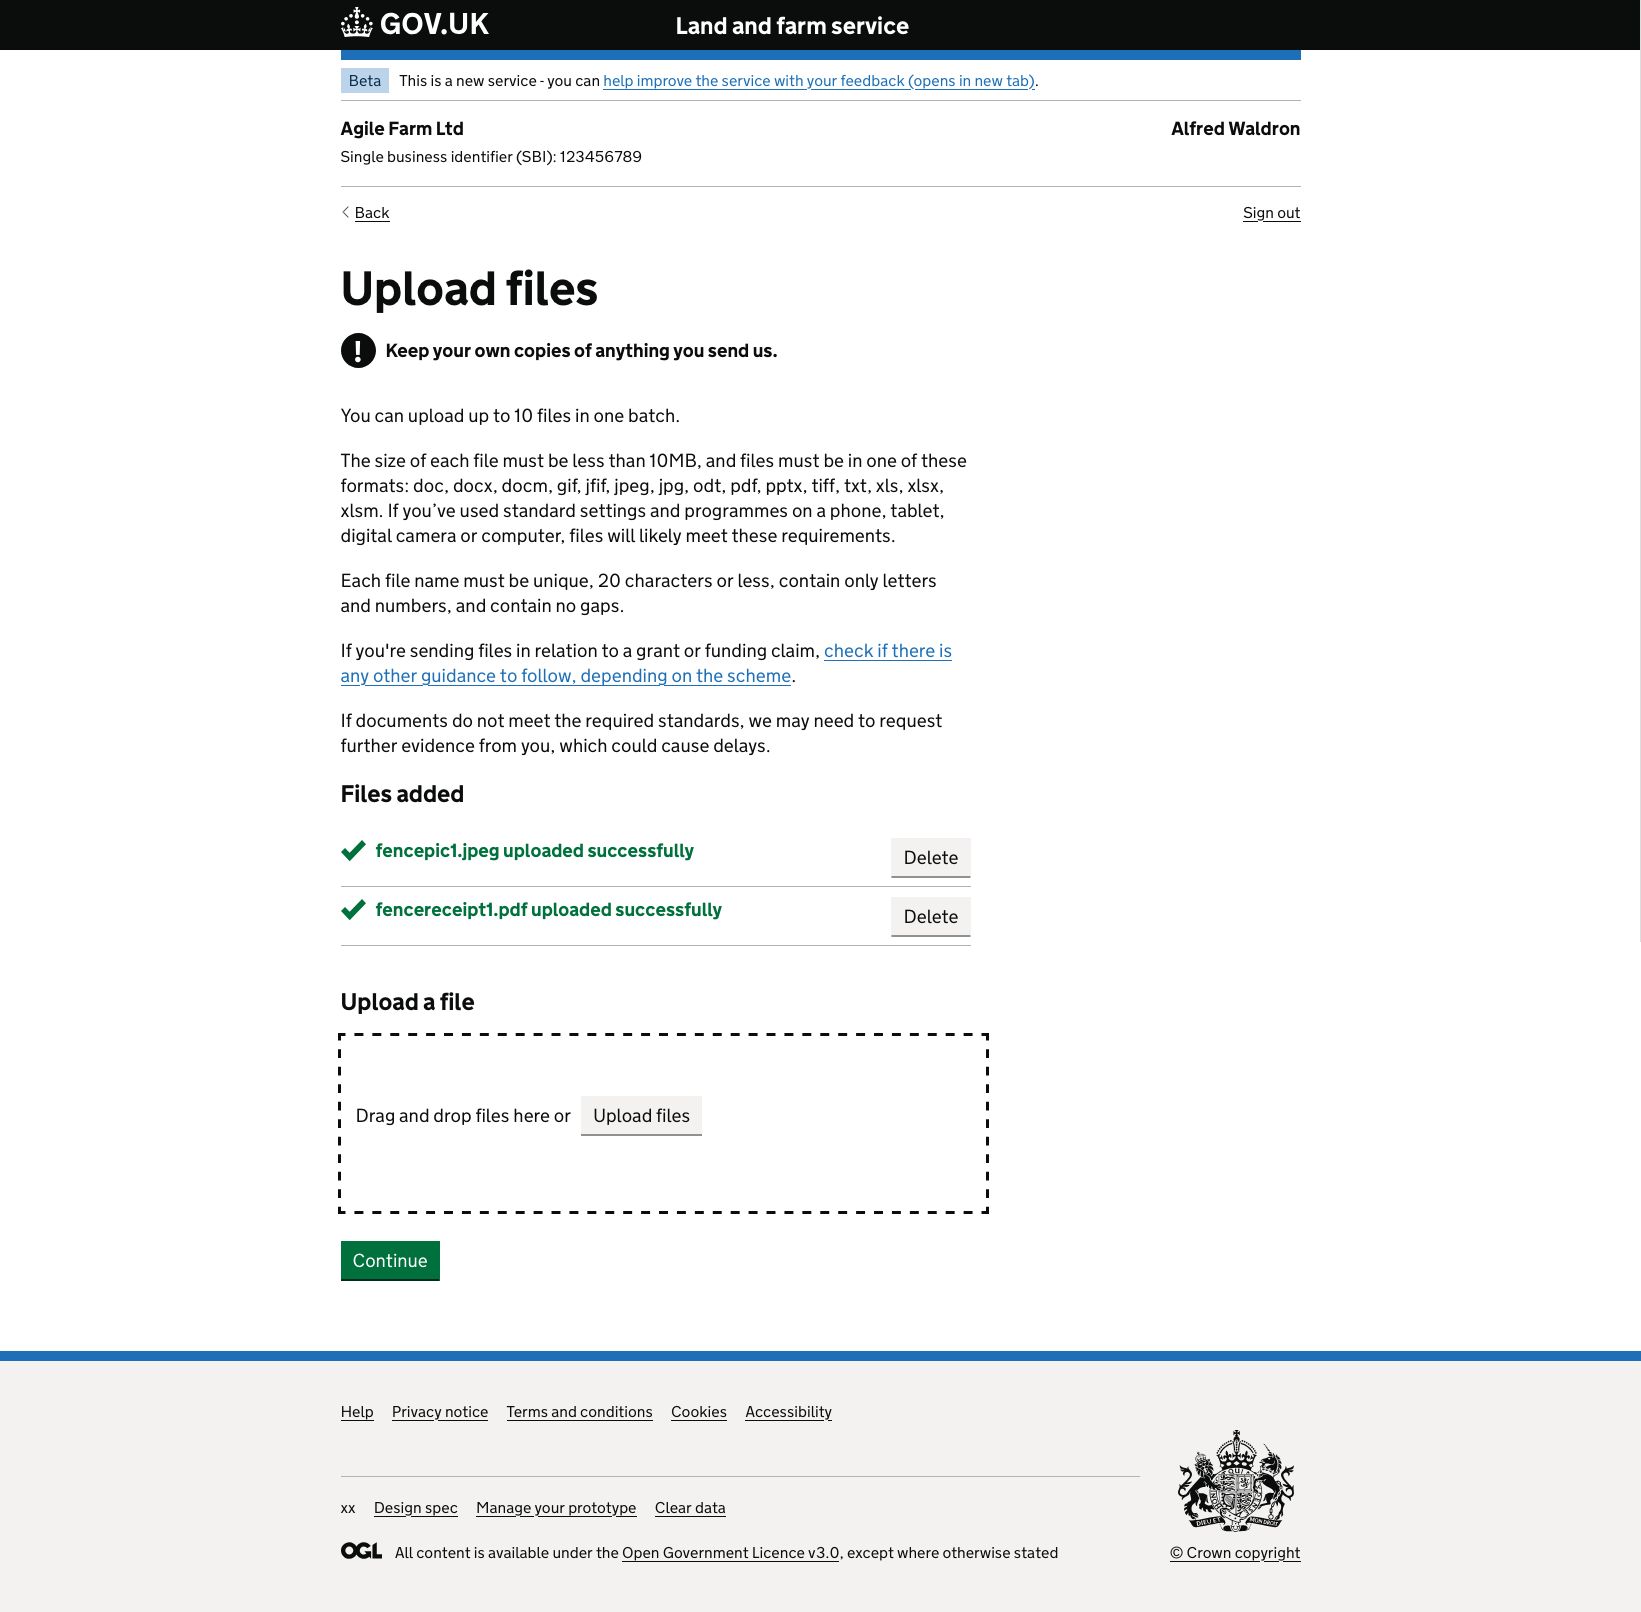 GOV.UK
Land and farm service
Beta This is a new service - you can help improve the service with your feedback (opens in new tab).
Agile Farm Ltd
Alfred Waldron
Single business identifier (SBI): 123456789
Back
Sign out
Upload files
! Keep your own copies of anything you send us.
You can upload up to 10 files in one batch.
The size of each file must be less than 10MB, and files must be in one of these
formats: doc, docx, docm, gif, jfif, jpeg, jpg, odt, pdf, pptx, tiff, txt, xls, xlsx,
xlsm. If you’ve used standard settings and programmes on a phone, tablet,
digital camera or computer, files will likely meet these requirements.
Each file name must be unique, 20 characters or less, contain only letters
and numbers, and contain no gaps.
If you're sending files in relation to a grant or funding claim, check if there is
any other guidance to follow, depending on the scheme.
If documents do not meet the required standards, we may need to request
further evidence from you, which could cause delays.
Files added
fencepic1.jpeg uploaded successfully
Delete
fencereceipt1.pdf uploaded successfully
Delete
Upload a file
Drag and drop files here or Upload files
Continue
Help Privacy notice Terms and conditions Cookies Accessibility
xx Design spec Manage your prototype Clear data
OGL All content is available under the Open Government Licence v3.0, except where otherwise stated
© Crown copyright